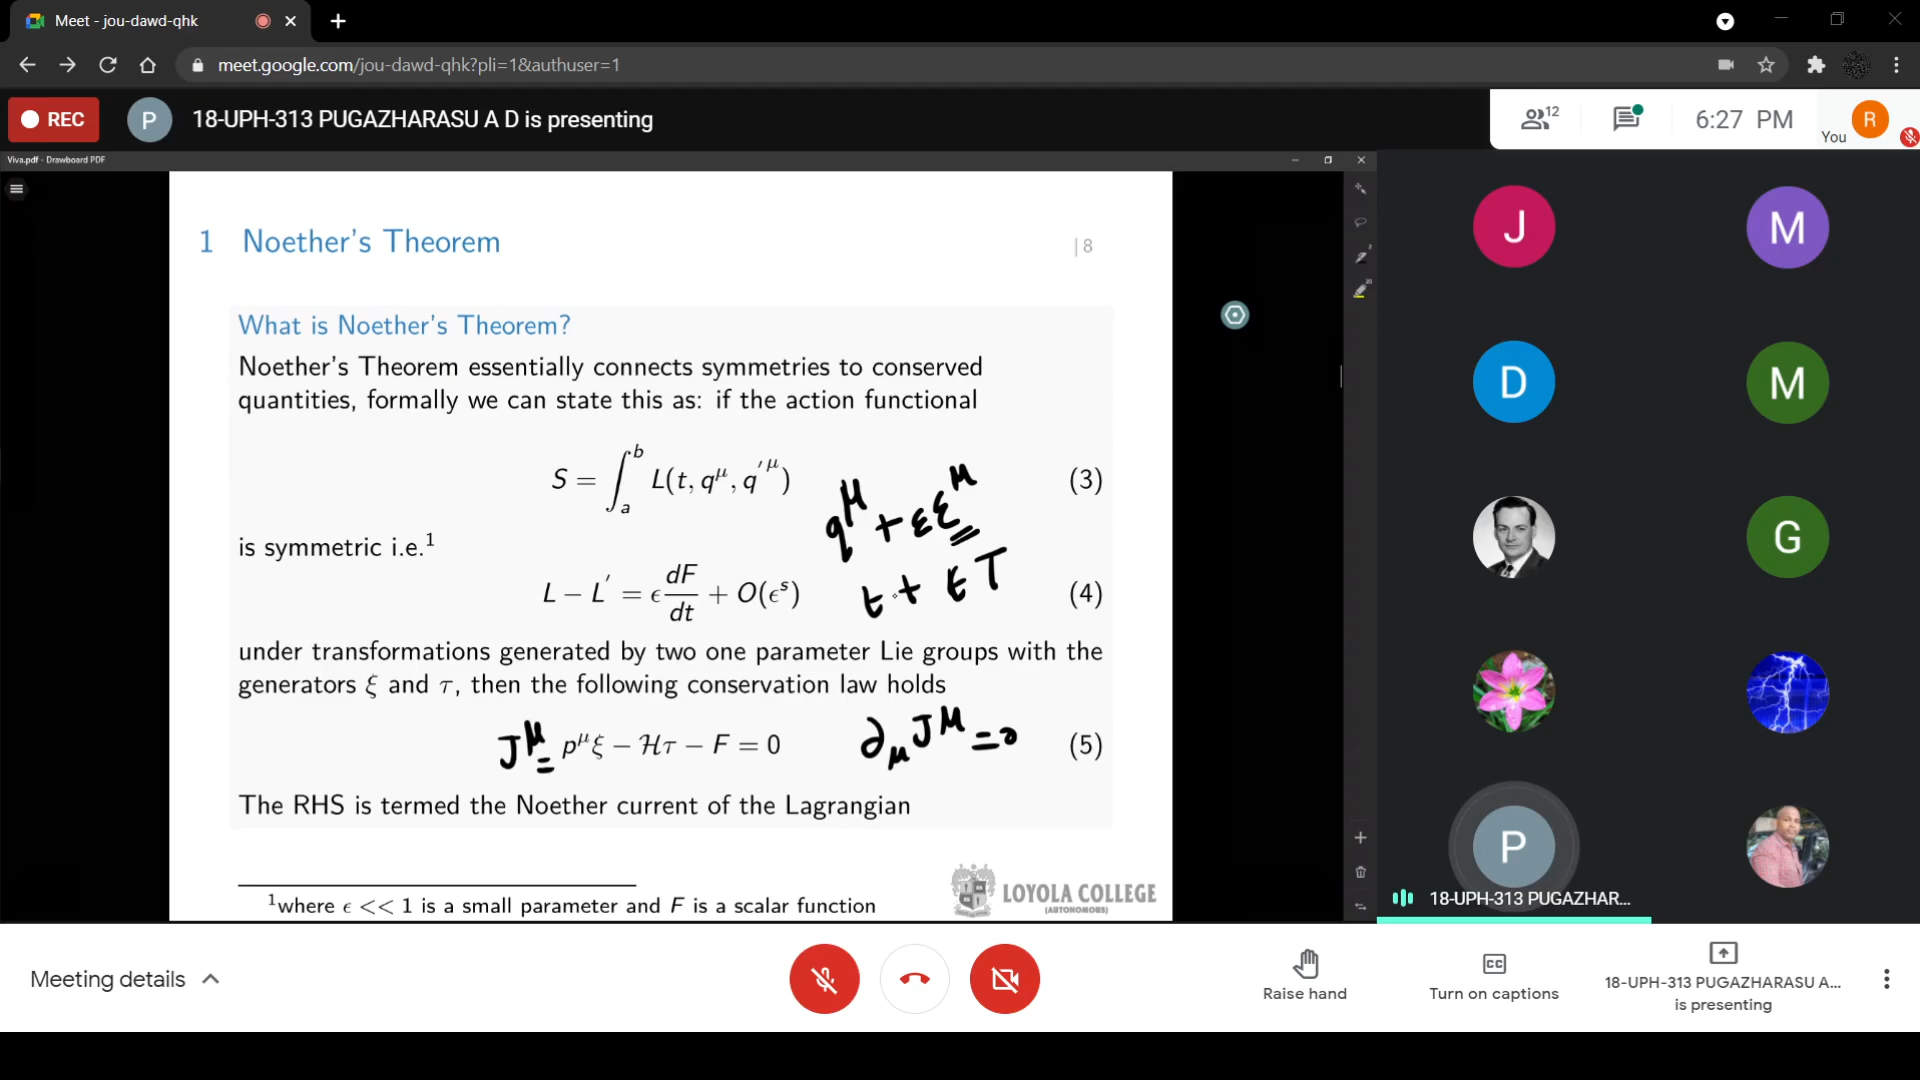 Meet - jou-dawd-qhk
meet.google.com/jou-dawd-qhk?pli=1&authuser=1
REC
P
18-UPH-313 PUGAZHARASU A D is presenting
12
6:27 PM
You
R
Viva.pdf - Drawboard PDF
1 Noether's Theorem
|8
What is Noether's Theorem?
Noether's Theorem essentially connects symmetries to conserved
quantities, formally we can state this as: if the action functional
S = ∫_a^b L(t, q^μ, q'^μ) (3)
q^μ + εξ^μ
is symmetric i.e.¹
L − L' = ϵ dF/dt + O(ϵ^s) (4)
t + ετ
under transformations generated by two one parameter Lie groups with the
generators ξ and τ, then the following conservation law holds
J^μ = p^μ ξ − ℋτ − F = 0 ∂_μ J^μ = 0 (5)
The RHS is termed the Noether current of the Lagrangian
¹where ϵ << 1 is a small parameter and F is a scalar function
LOYOLA COLLEGE
(AUTONOMOUS)
J
M
D
M
G
P
18-UPH-313 PUGAZHAR...
Meeting details
Raise hand
CC
Turn on captions
18-UPH-313 PUGAZHARASU A...
is presenting